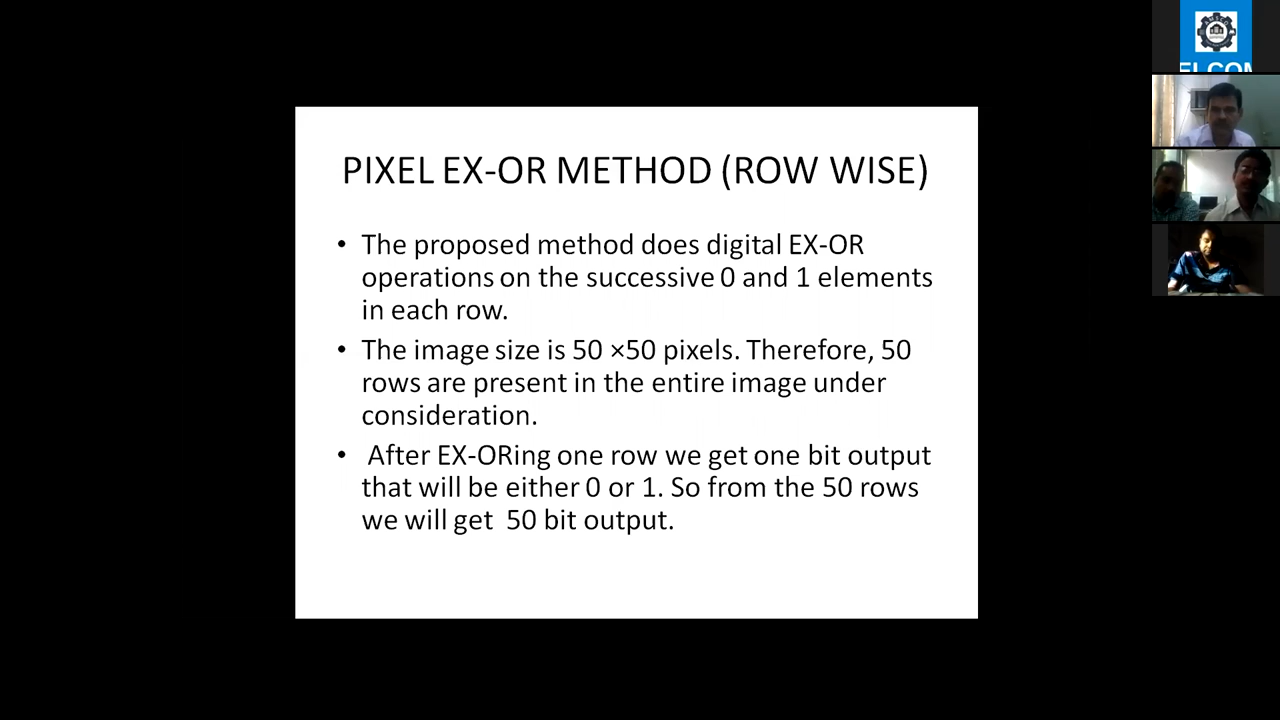 PIXEL EX-OR METHOD (ROW WISE)
• The proposed method does digital EX-OR
operations on the successive 0 and 1 elements
in each row.
• The image size is 50 ×50 pixels. Therefore, 50
rows are present in the entire image under
consideration.
• After EX-ORing one row we get one bit output
that will be either 0 or 1. So from the 50 rows
we will get 50 bit output.